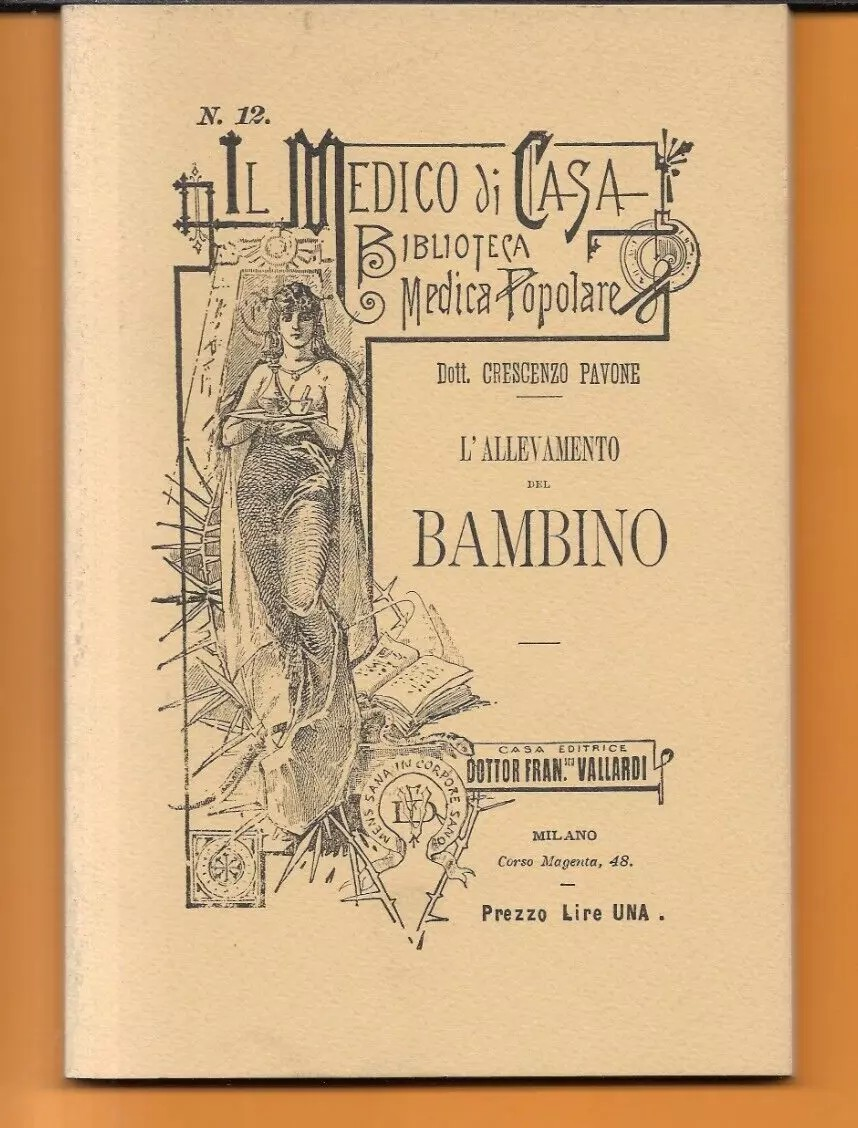 N. 12.
IL MEDICO di CASA
BIBLIOTECA
Medica Popolare
Dott. CRESCENZO PAVONE
L'ALLEVAMENTO
DEL
BAMBINO
CASA EDITRICE
DOTTOR FRAN.sco VALLARDI
MENS SANA IN CORPORE SANO
MILANO
Corso Magenta, 48.
Prezzo Lire UNA.